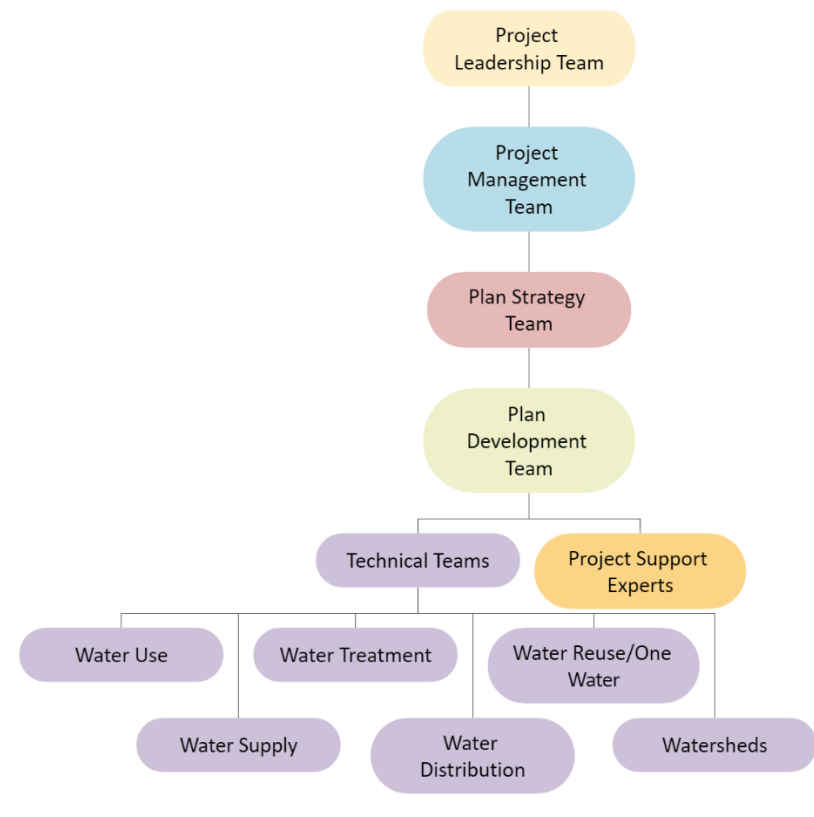 Project
Leadership Team
Project
Management
Team
Plan Strategy
Team
Plan
Development
Team
Technical Teams
Project Support
Experts
Water Use
Water Treatment
Water Reuse/One
Water
Water Supply
Water
Distribution
Watersheds